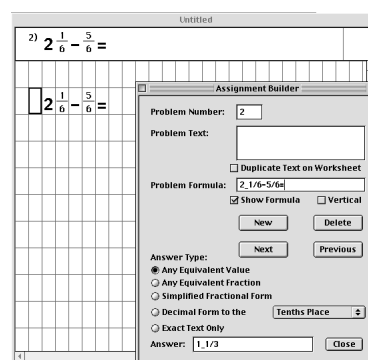 Untitled
2) 2 1/6 − 5/6 =
2 1/6 − 5/6 =
Assignment Builder
Problem Number: 2
Problem Text:
Duplicate Text on Worksheet
Problem Formula: 2_1/6-5/6=
Show Formula Vertical
New Delete
Next Previous
Answer Type:
Any Equivalent Value
Any Equivalent Fraction
Simplified Fractional Form
Decimal Form to the Tenths Place
Exact Text Only
Answer: 1_1/3 Close